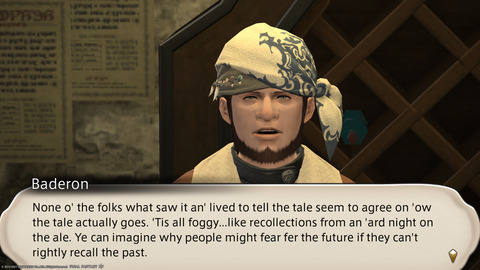 Baderon
None o' the folks what saw it an' lived to tell the tale seem to agree on 'ow
the tale actually goes. 'Tis all foggy...like recollections from an 'ard night on
the ale. Ye can imagine why people might fear fer the future if they can't
rightly recall the past.